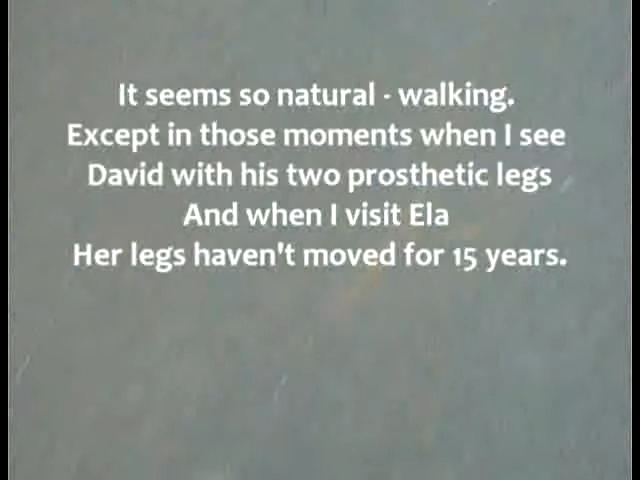 It seems so natural - walking.
Except in those moments when I see
David with his two prosthetic legs
And when I visit Ela
Her legs haven't moved for 15 years.